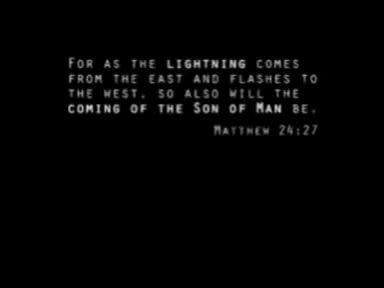 For as the lightning comes
from the east and flashes to
the west, so also will the
coming of the Son of Man be.
Matthew 24:27